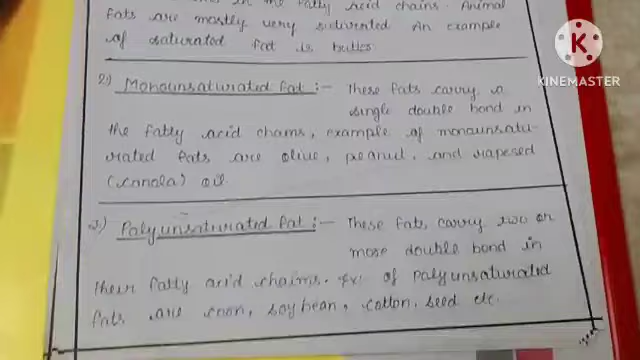 in the fatty acid chains. Animal
fats are mostly very saturated An example
of saturated fat is butter
2.) Monounsaturated fat :- These fats carry a
single double bond in
the fatty acid chains, example of monounsatu-
rated fats are olive, peanut, and rapesed
(canola) oil.
3.) Polyunsaturated fat :- These fats carry two or
more double bond in
their fatty acid chains. Ex: of polyunsaturated
fats are corn, soybean, cotton, seed etc.
K
KINEMASTER